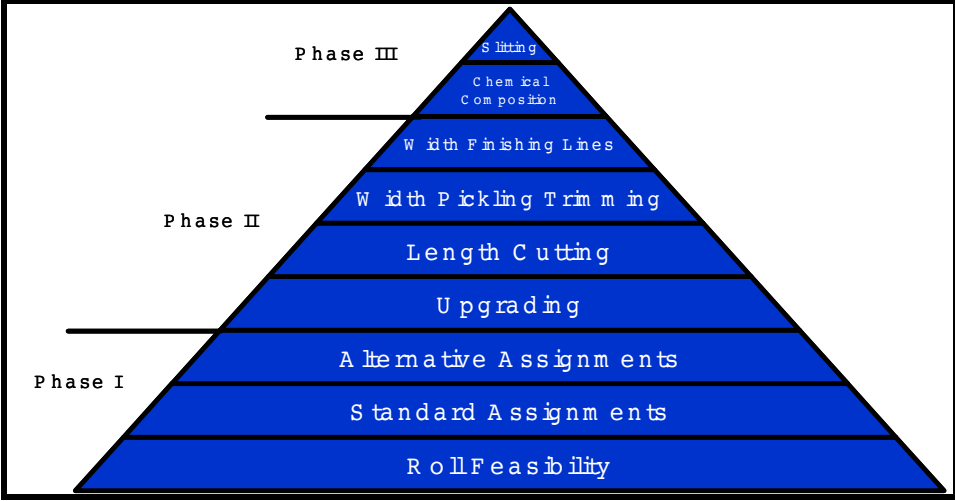 Slitting
Phase III
Chemical
Composition
Width Finishing Lines
Width Pickling Trimming
Phase II
Length Cutting
Upgrading
Alternative Assignments
Phase I
Standard Assignments
Roll Feasibility